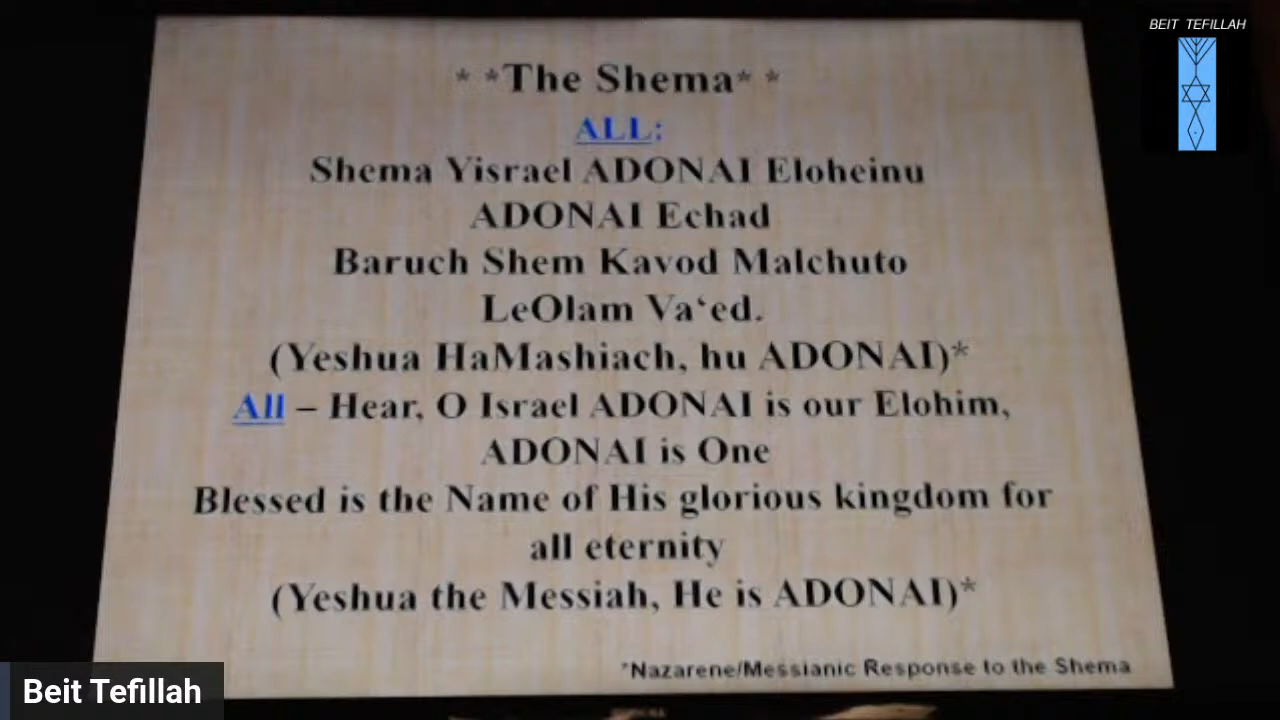 BEIT TEFILLAH
* *The Shema* *
ALL:
Shema Yisrael ADONAI Eloheinu
ADONAI Echad
Baruch Shem Kavod Malchuto
LeOlam Va‘ed.
(Yeshua HaMashiach, hu ADONAI)*
All – Hear, O Israel ADONAI is our Elohim,
ADONAI is One
Blessed is the Name of His glorious kingdom for
all eternity
(Yeshua the Messiah, He is ADONAI)*
*Nazarene/Messianic Response to the Shema
Beit Tefillah